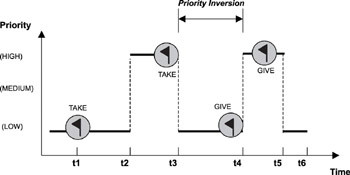 Priority Inversion
Priority
(HIGH)
TAKE
GIVE
(MEDIUM)
TAKE
GIVE
(LOW)
t1 t2 t3 t4 t5 t6
Time